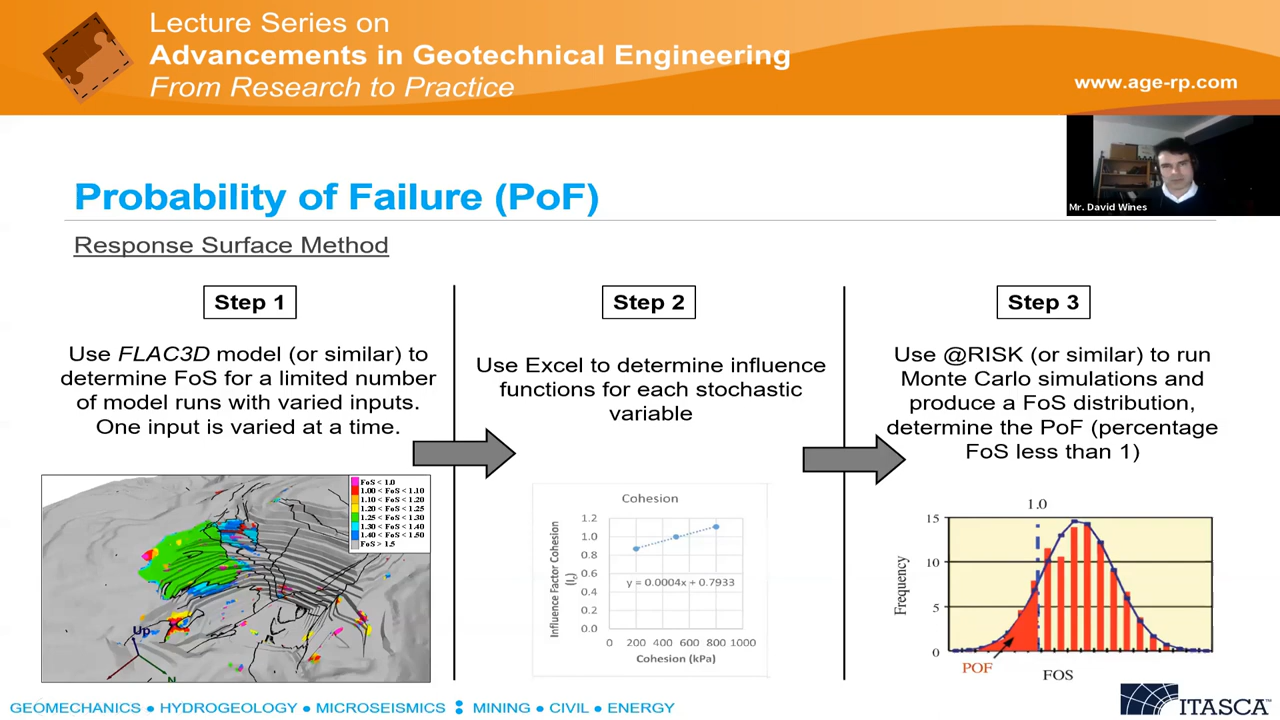 Lecture Series on
Advancements in Geotechnical Engineering
From Research to Practice
www.age-rp.com
Mr. David Wines
Probability of Failure (PoF)
Response Surface Method
Step 1
Use FLAC3D model (or similar) to
determine FoS for a limited number
of model runs with varied inputs.
One input is varied at a time.
FoS < 1.0
1.00 < FoS < 1.10
1.10 < FoS < 1.20
1.20 < FoS < 1.25
1.25 < FoS < 1.30
1.30 < FoS < 1.40
1.40 < FoS < 1.50
FoS > 1.5
Up
N
Step 2
Use Excel to determine influence
functions for each stochastic
variable
Cohesion
Influence Factor Cohesion
1.2
1.0
0.8
0.6
0.4
0.2
0.0
y = 0.0004x + 0.7933
0 200 400 600 800 1000
Cohesion (kPa)
Step 3
Use @RISK (or similar) to run
Monte Carlo simulations and
produce a FoS distribution,
determine the PoF (percentage
FoS less than 1)
1.0
Frequency
15
10
5
0
POF
FOS
GEOMECHANICS ● HYDROGEOLOGY ● MICROSEISMICS : MINING ● CIVIL ● ENERGY
ITASCA™